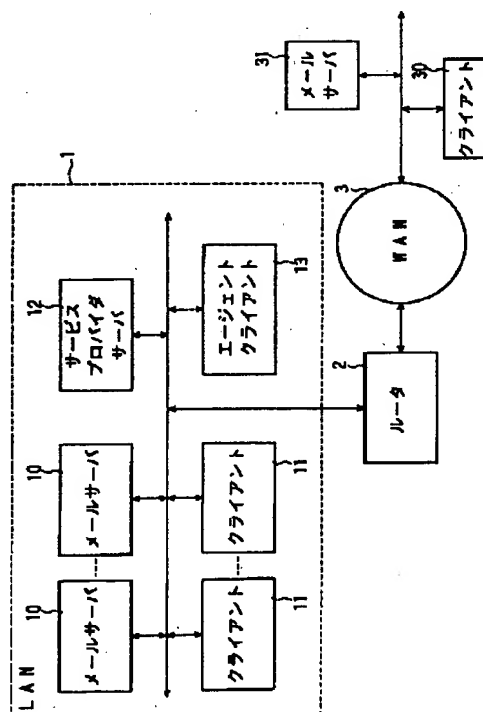 LAN
1
10
メールサーバ
10
メールサーバ
12
サービス
プロバイダ
サーバ
11
クライアント
11
クライアント
13
エージェント
クライアント
2
ルータ
3
WAN
31
メール
サーバ
30
クライアント